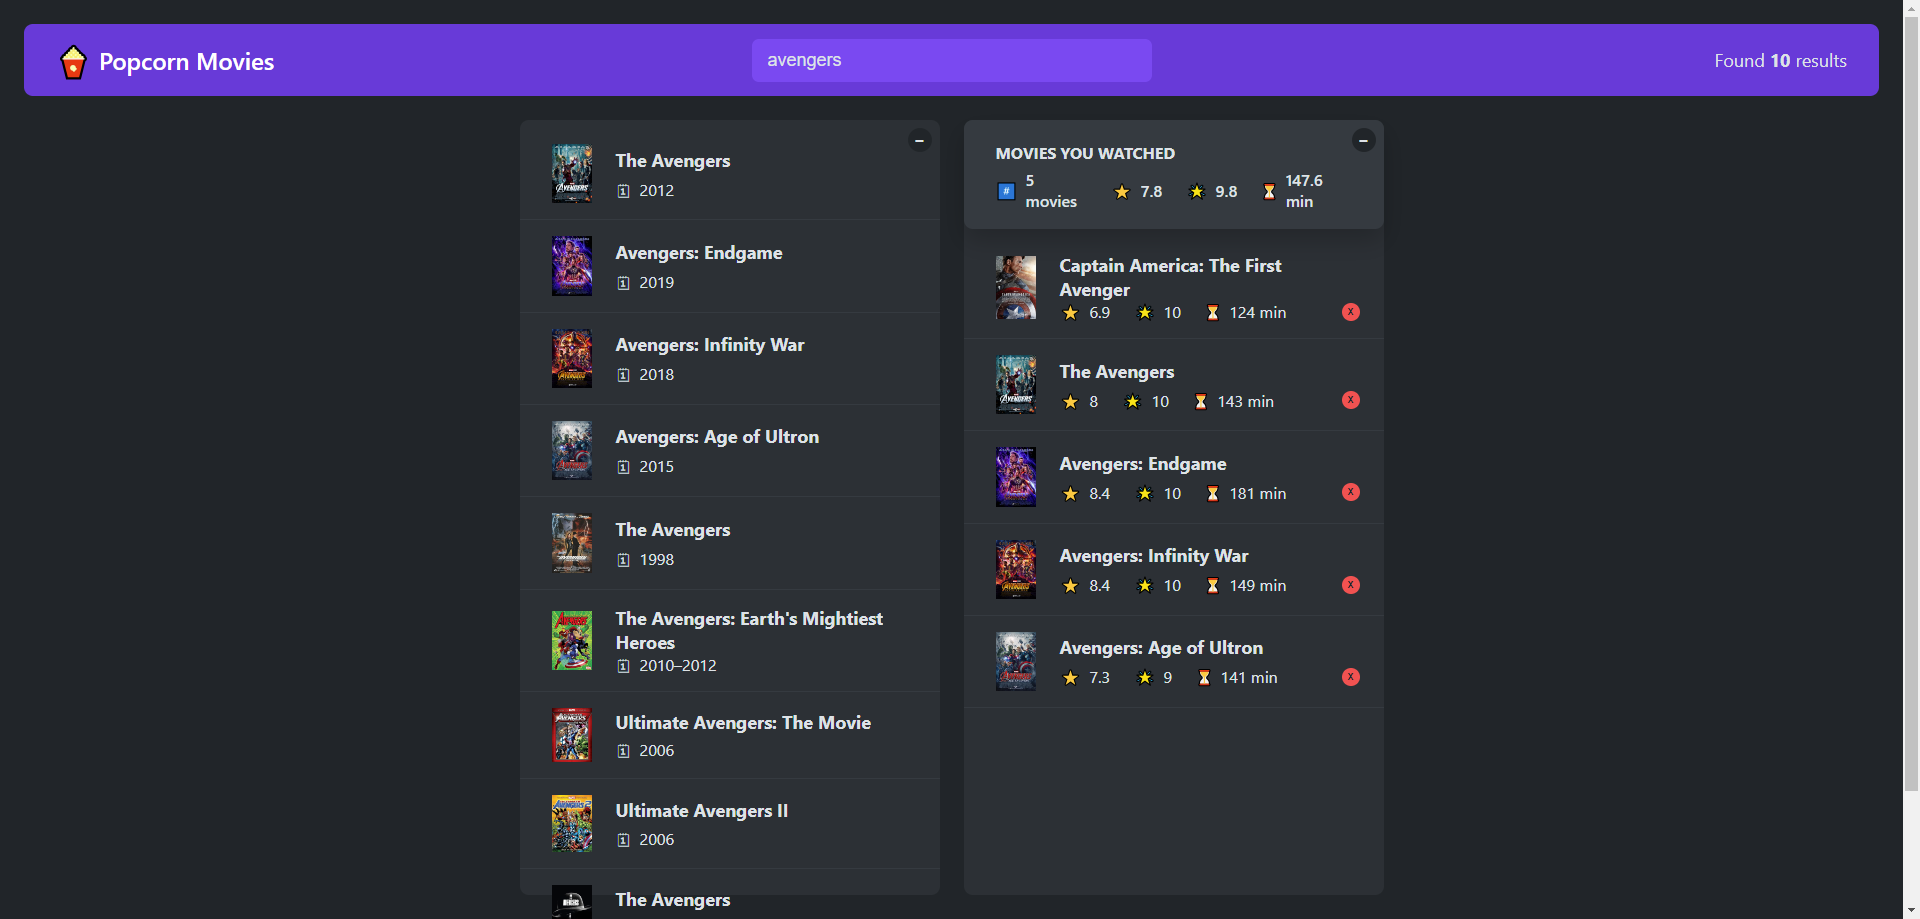 Popcorn Movies
avengers
Found 10 results
The Avengers
2012
Avengers: Endgame
2019
Avengers: Infinity War
2018
Avengers: Age of Ultron
2015
The Avengers
1998
The Avengers: Earth's Mightiest
Heroes
2010–2012
Ultimate Avengers: The Movie
2006
Ultimate Avengers II
2006
The Avengers
MOVIES YOU WATCHED
# 5 movies 7.8 9.8 147.6 min
Captain America: The First
Avenger
6.9 10 124 min X
The Avengers
8 10 143 min X
Avengers: Endgame
8.4 10 181 min X
Avengers: Infinity War
8.4 10 149 min X
Avengers: Age of Ultron
7.3 9 141 min X